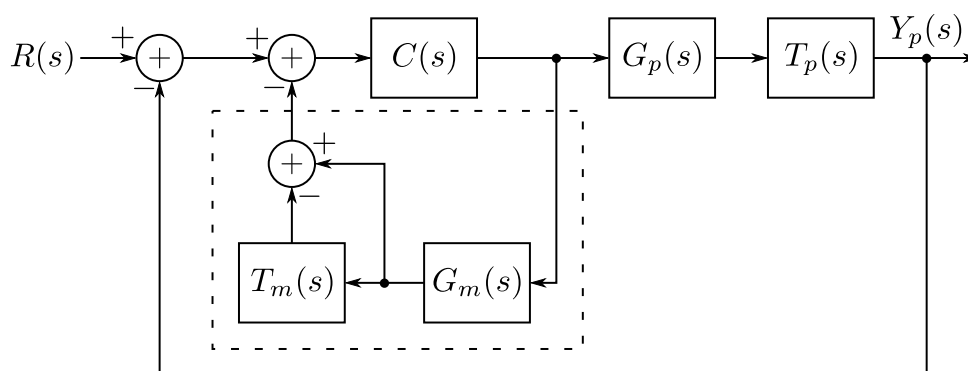 R(s) + − + + − + C(s) G_p(s) T_p(s) Y_p(s)
+ + −
T_m(s) G_m(s)